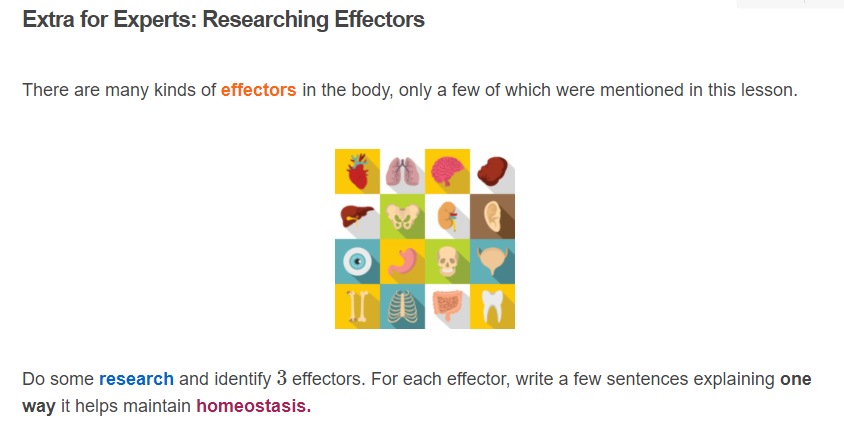 Extra for Experts: Researching Effectors
There are many kinds of effectors in the body, only a few of which were mentioned in this lesson.
Do some research and identify 3 effectors. For each effector, write a few sentences explaining one
way it helps maintain homeostasis.